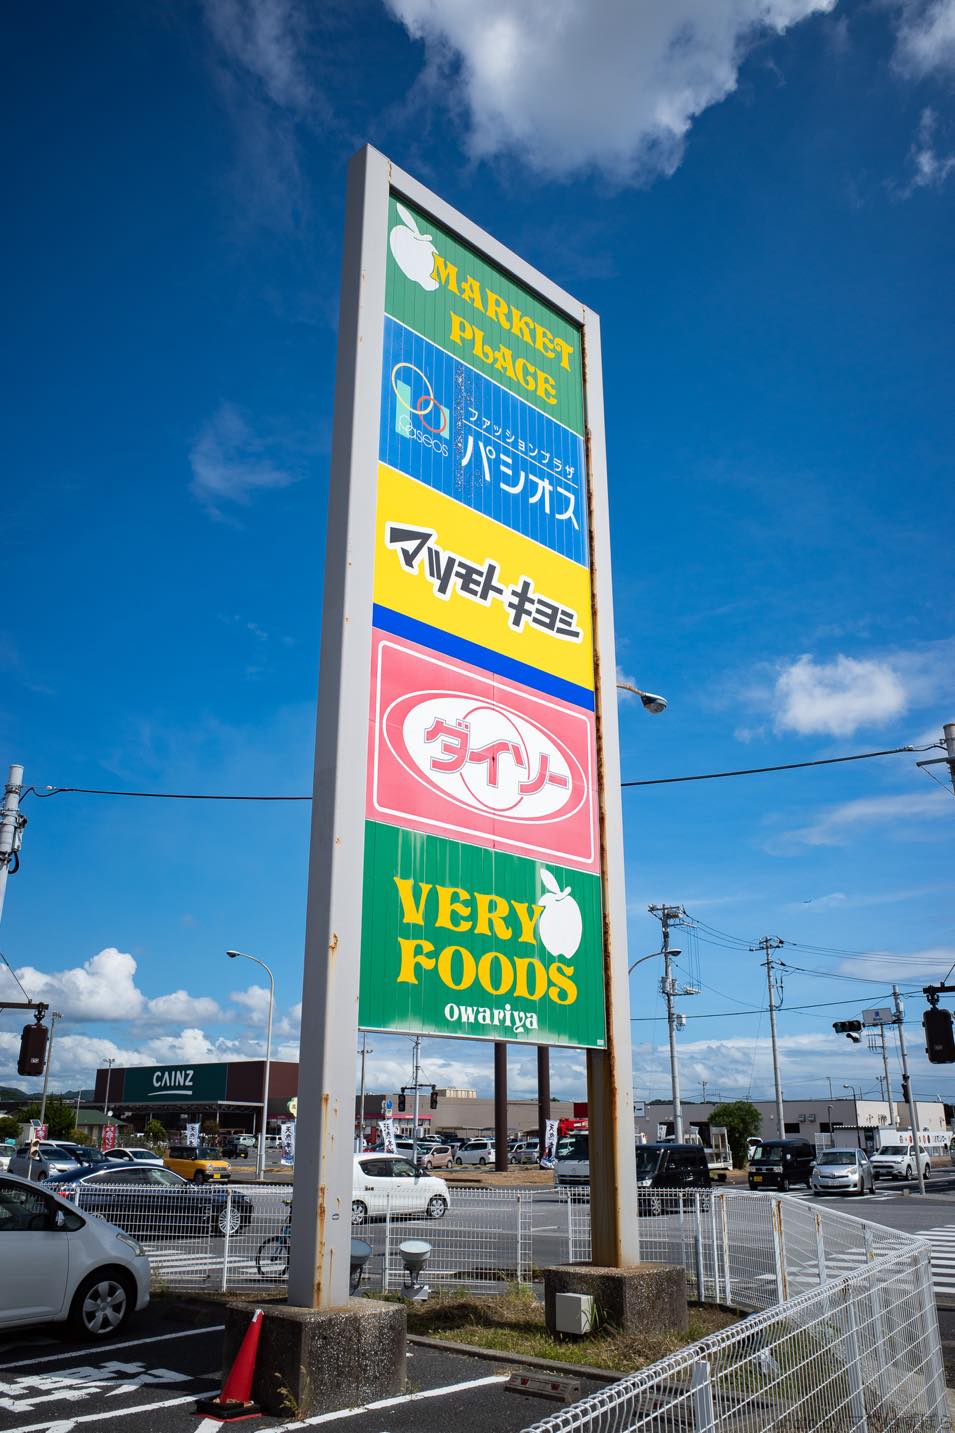 MARKET
PLACE
Paseos
ファッションプラザ
パシオス
マツモトキヨシ
ダイソー
VERY
FOODS
owariya
CAINZ